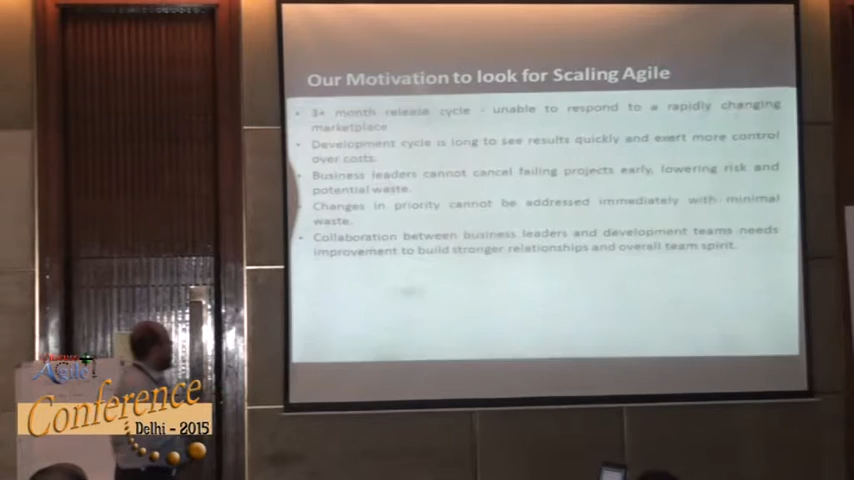 Our Motivation to look for Scaling Agile
• 3+ month release cycle - unable to respond to a rapidly changing
marketplace
• Development cycle is long to see results quickly and exert more control
over costs.
• Business leaders cannot cancel failing projects early, lowering risk and
potential waste.
• Changes in priority cannot be addressed immediately with minimal
waste.
• Collaboration between business leaders and development teams needs
improvement to build stronger relationships and overall team spirit.
Agile
Conference
Delhi - 2015